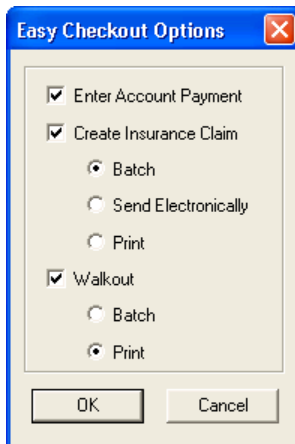 Easy Checkout Options
Enter Account Payment
Create Insurance Claim
Batch
Send Electronically
Print
Walkout
Batch
Print
OK Cancel